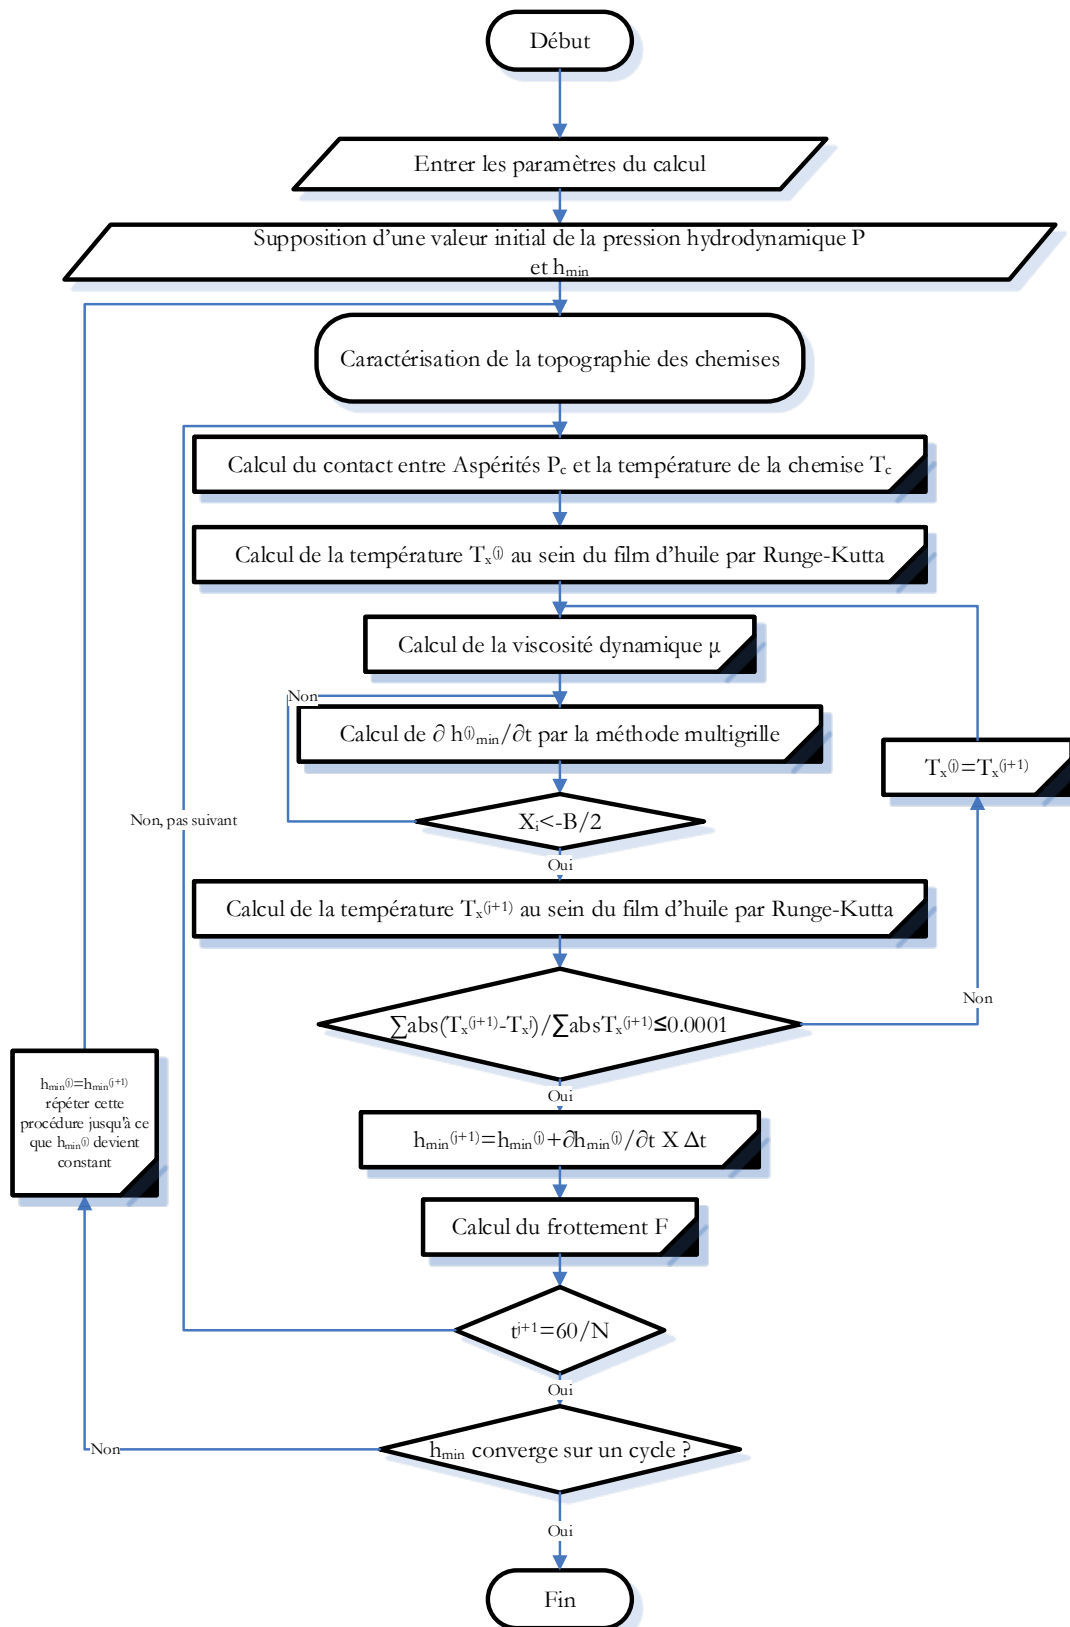 Début
Entrer les paramètres du calcul
Supposition d'une valeur initial de la pression hydrodynamique P
et hmin
Caractérisation de la topographie des chemises
Calcul du contact entre Aspérités Pc et la température de la chemise Tc
Calcul de la température Tx(j) au sein du film d'huile par Runge-Kutta
Calcul de la viscosité dynamique µ
Non
Calcul de ∂ h(j)min/∂t par la méthode multigrille
Tx(j)=Tx(j+1)
Non, pas suivant
Xi<-B/2
Oui
Calcul de la température Tx(j+1) au sein du film d'huile par Runge-Kutta
Non
∑abs(Tx(j+1)-Txj)/∑absTx(j+1)≤0.0001
hmin(j)=hmin(j+1)
répéter cette
procédure jusqu'à ce
que hmin(j) devient
constant
Oui
hmin(j+1)=hmin(j)+∂hmin(j)/∂t X Δt
Calcul du frottement F
tj+1=60/N
Oui
Non
hmin converge sur un cycle ?
Oui
Fin